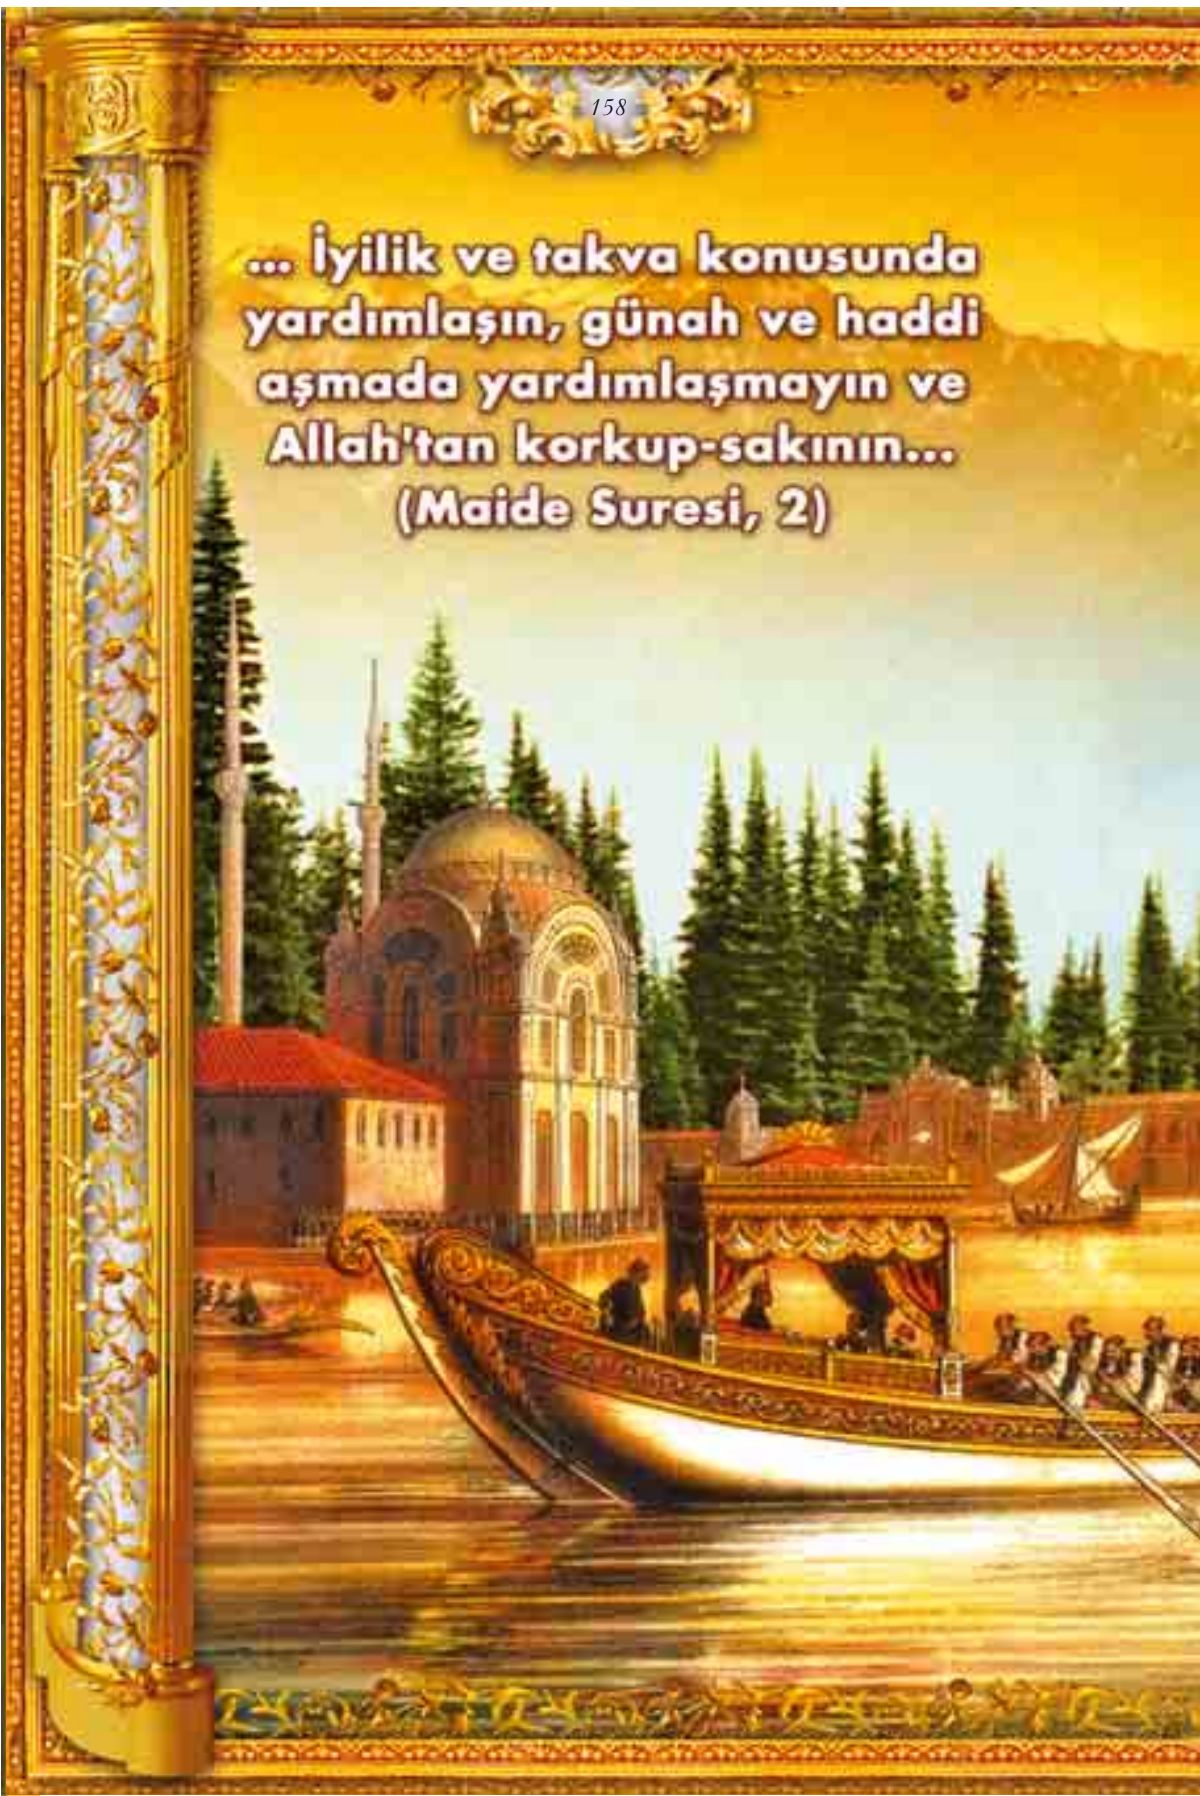 158
... İyilik ve takva konusunda
yardımlaşın, günah ve haddi
aşmada yardımlaşmayın ve
Allah'tan korkup-sakının...
(Maide Suresi, 2)